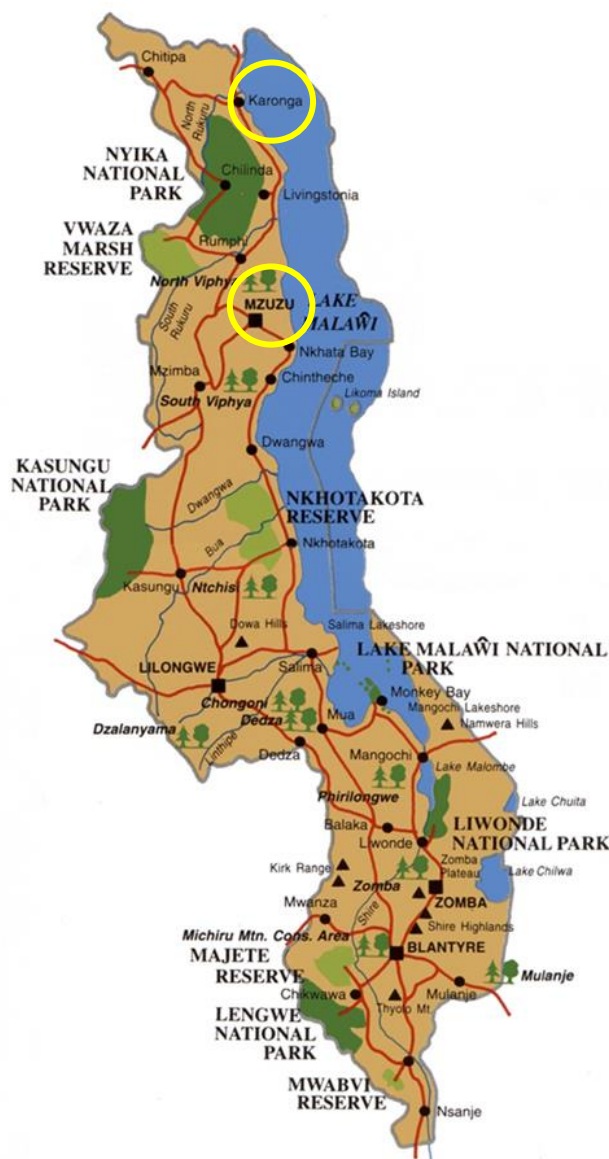 Chitipa
Karonga
North
Rukuru
NYIKA
NATIONAL
PARK
Chilinda
Livingstonia
VWAZA
MARSH
RESERVE
Rumphi
North Viphya
South
Rukuru
MZUZU
LAKE
MALAŴI
Nkhata Bay
Mzimba
Chintheche
South Viphya
Likoma Island
Dwangwa
KASUNGU
NATIONAL
PARK
Dwangwa
NKHOTAKOTA
RESERVE
Bua
Nkhotakota
Kasungu
Ntchisi
Dowa Hills
Salima Lakeshore
LAKE MALAŴI NATIONAL
PARK
LILONGWE
Salima
Chongoni
Dedza
Monkey Bay
Mangochi Lakeshore
Namwera Hills
Mua
Dzalanyama
Linthipe
Dedza
Mangochi
Lake Malombe
Phirilongwe
Lake Chuita
Balaka
Liwonde
LIWONDE
NATIONAL PARK
Kirk Range
Zomba
Plateau
Lake Chilwa
Zomba
ZOMBA
Mwanza
Shire
Shire Highlands
Michiru Mtn. Cons. Area
BLANTYRE
MAJETE
RESERVE
Mulanje
Chikwawa
Mulanje
Thyolo Mt.
LENGWE
NATIONAL
PARK
MWABVI
RESERVE
Nsanje